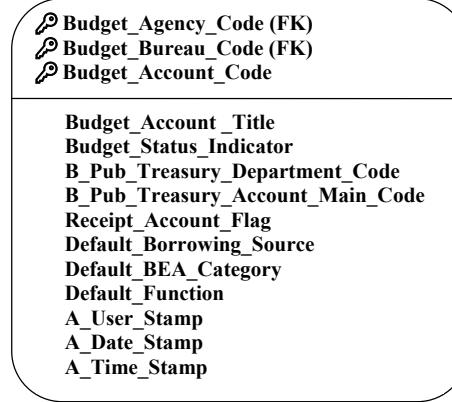 Budget_Agency_Code (FK)
Budget_Bureau_Code (FK)
Budget_Account_Code
Budget_Account _Title
Budget_Status_Indicator
B_Pub_Treasury_Department_Code
B_Pub_Treasury_Account_Main_Code
Receipt_Account_Flag
Default_Borrowing_Source
Default_BEA_Category
Default_Function
A_User_Stamp
A_Date_Stamp
A_Time_Stamp